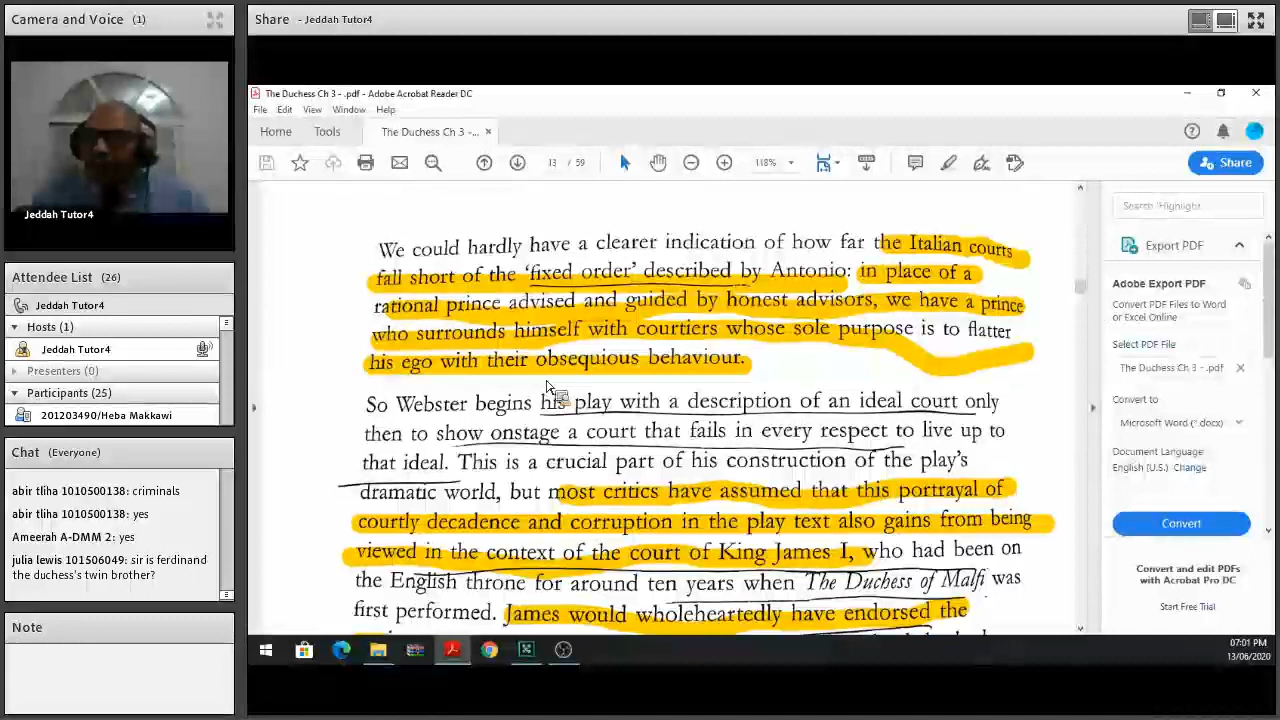 Camera and Voice (1)
Share - Jeddah Tutor4
Jeddah Tutor4
Attendee List (26)
Jeddah Tutor4
Hosts (1)
Jeddah Tutor4
Presenters (0)
Participants (25)
201203490/Heba Makkawi
Chat (Everyone)
abir tliha 1010500138: criminals
abir tliha 1010500138: yes
Ameerah A-DMM 2: yes
julia lewis 101506049: sir is ferdinand
the duchess's twin brother?
Note
The Duchess Ch 3 - .pdf - Adobe Acrobat Reader DC
File Edit View Window Help
Home Tools The Duchess Ch 3 -... ×
13 / 59 118% Share
We could hardly have a clearer indication of how far the Italian courts
fall short of the 'fixed order' described by Antonio: in place of a
rational prince advised and guided by honest advisors, we have a prince
who surrounds himself with courtiers whose sole purpose is to flatter
his ego with their obsequious behaviour.
So Webster begins his play with a description of an ideal court only
then to show onstage a court that fails in every respect to live up to
that ideal. This is a crucial part of his construction of the play's
dramatic world, but most critics have assumed that this portrayal of
courtly decadence and corruption in the play text also gains from being
viewed in the context of the court of King James I, who had been on
the English throne for around ten years when The Duchess of Malfi was
first performed. James would wholeheartedly have endorsed the
Search 'Highlight
Export PDF
Adobe Export PDF
Convert PDF Files to Word
or Excel Online
Select PDF File
The Duchess Ch 3 - .pdf
Convert to
Microsoft Word (*.docx)
Document Language:
English (U.S.) Change
Convert
Convert and edit PDFs
with Acrobat Pro DC
Start Free Trial
07:01 PM
13/06/2020